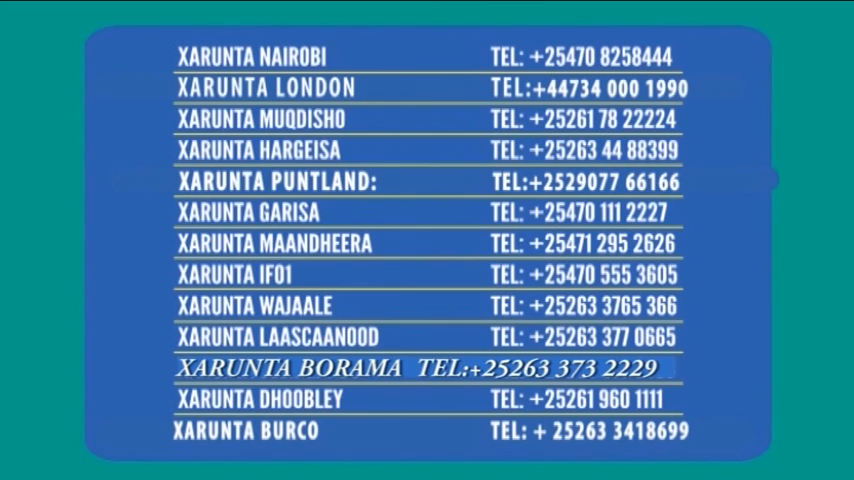 XARUNTA NAIROBI TEL: +25470 8258444
XARUNTA LONDON TEL:+44734 000 1990
XARUNTA MUQDISHO TEL: +25261 78 22224
XARUNTA HARGEISA TEL: +25263 44 88399
XARUNTA PUNTLAND: TEL:+2529077 66166
XARUNTA GARISA TEL: +25470 111 2227
XARUNTA MAANDHEERA TEL: +25471 295 2626
XARUNTA IFO1 TEL: +25470 555 3605
XARUNTA WAJAALE TEL: +25263 3765 366
XARUNTA LAASCAANOOD TEL: +25263 377 0665
XARUNTA BORAMA TEL:+25263 373 2229
XARUNTA DHOOBLEY TEL: +25261 960 1111
XARUNTA BURCO TEL: + 25263 3418699